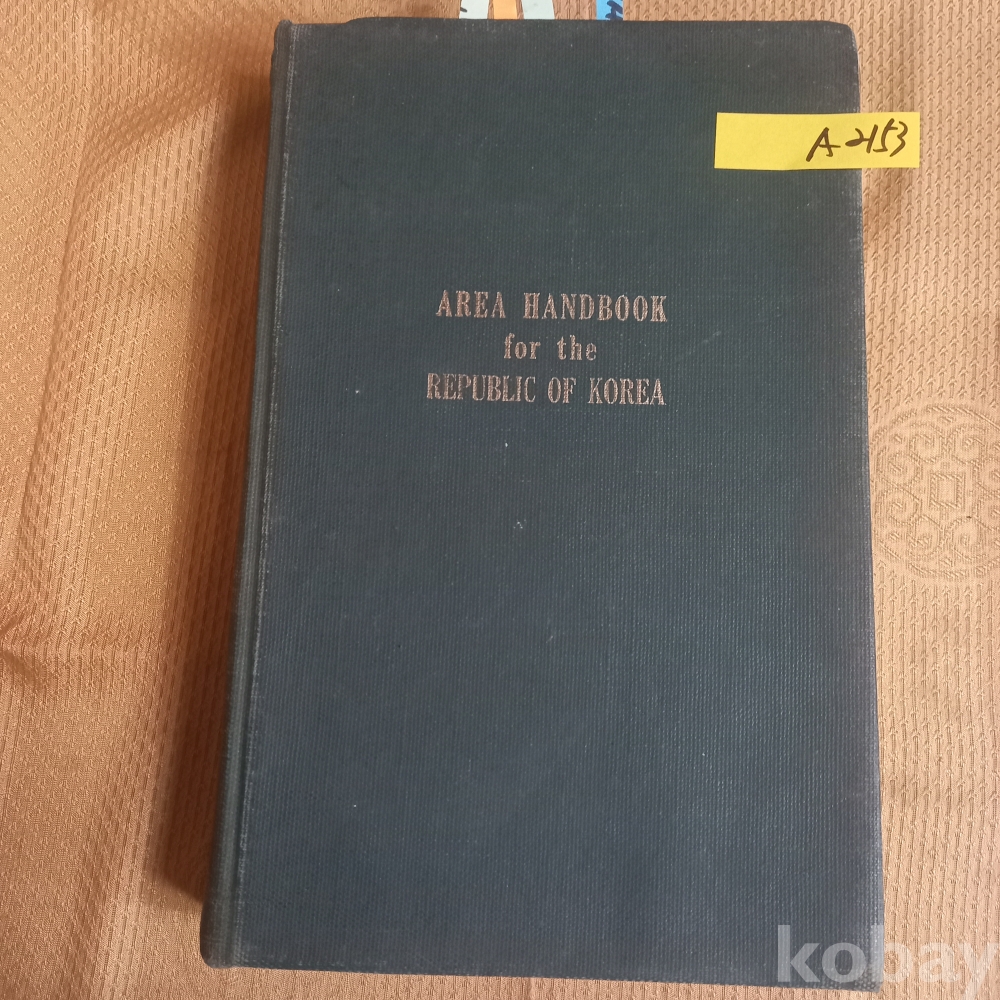 A-2153
AREA HANDBOOK
for the
REPUBLIC OF KOREA
kobay